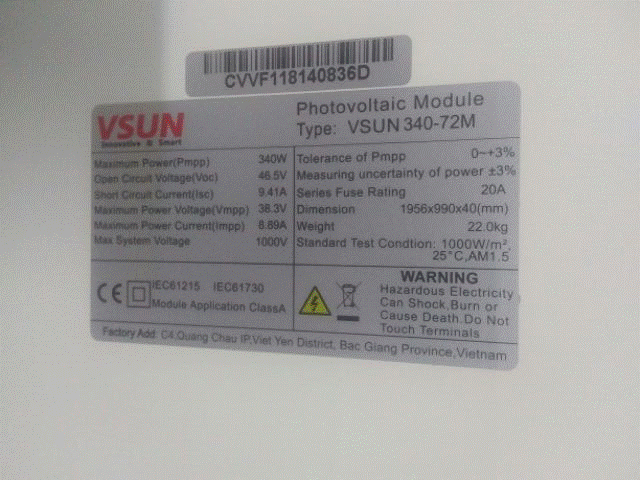 CVVF118140836D
VSUN
Innovative & Smart
Photovoltaic Module
Type: VSUN 340-72M
Maximum Power(Pmpp) 340W
Open Circuit Voltage(Voc) 46.5V
Short Circuit Current(Isc) 9.41A
Maximum Power Voltage(Vmpp) 38.3V
Maximum Power Current(Impp) 8.89A
Max System Voltage 1000V
Tolerance of Pmpp 0~+3%
Measuring uncertainty of power ±3%
Series Fuse Rating 20A
Dimension 1956x990x40(mm)
Weight 22.0kg
Standard Test Condtion: 1000W/m²,
25°C,AM1.5
CE IEC61215 IEC61730
Module Application ClassA
WARNING
Hazardous Electricity
Can Shock,Burn or
Cause Death.Do Not
Touch Terminals
Factory Add: C4,Quang Chau IP,Viet Yen District, Bac Giang Province,Vietnam